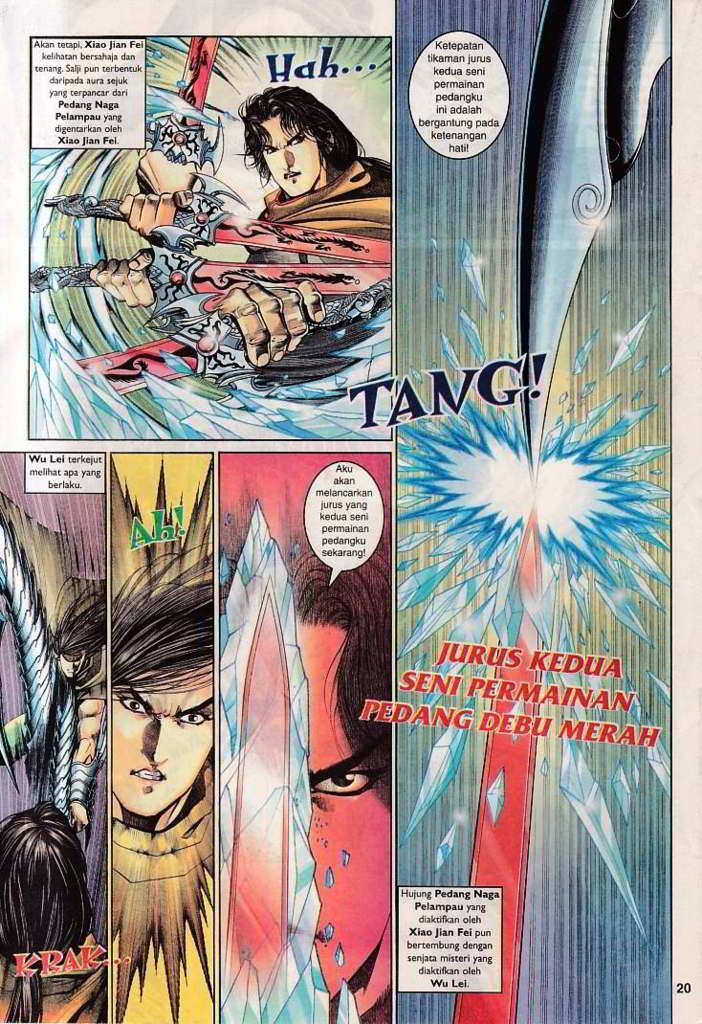 Akan tetapi, Xiao Jian Fei
kelihatan bersahaja dan
tenang. Salji pun terbentuk
daripada aura sejuk
yang terpancar dari
Pedang Naga
Pelampau yang
digentarkan oleh
Xiao Jian Fei.
Hah...
Ketepatan
tikaman jurus
kedua seni
permainan
pedangku
ini adalah
bergantung pada
ketenangan
hati!
TANG!
Wu Lei terkejut
melihat apa yang
berlaku.
KRAK...
Ah!
Aku
akan
melancarkan
jurus yang
kedua seni
permainan
pedangku
sekarang!
JURUS KEDUA
SENI PERMAINAN
PEDANG DEBU MERAH
Hujung Pedang Naga
Pelampau yang
diaktifkan oleh
Xiao Jian Fei pun
bertembung dengan
senjata misteri yang
diaktifkan oleh
Wu Lei.
20